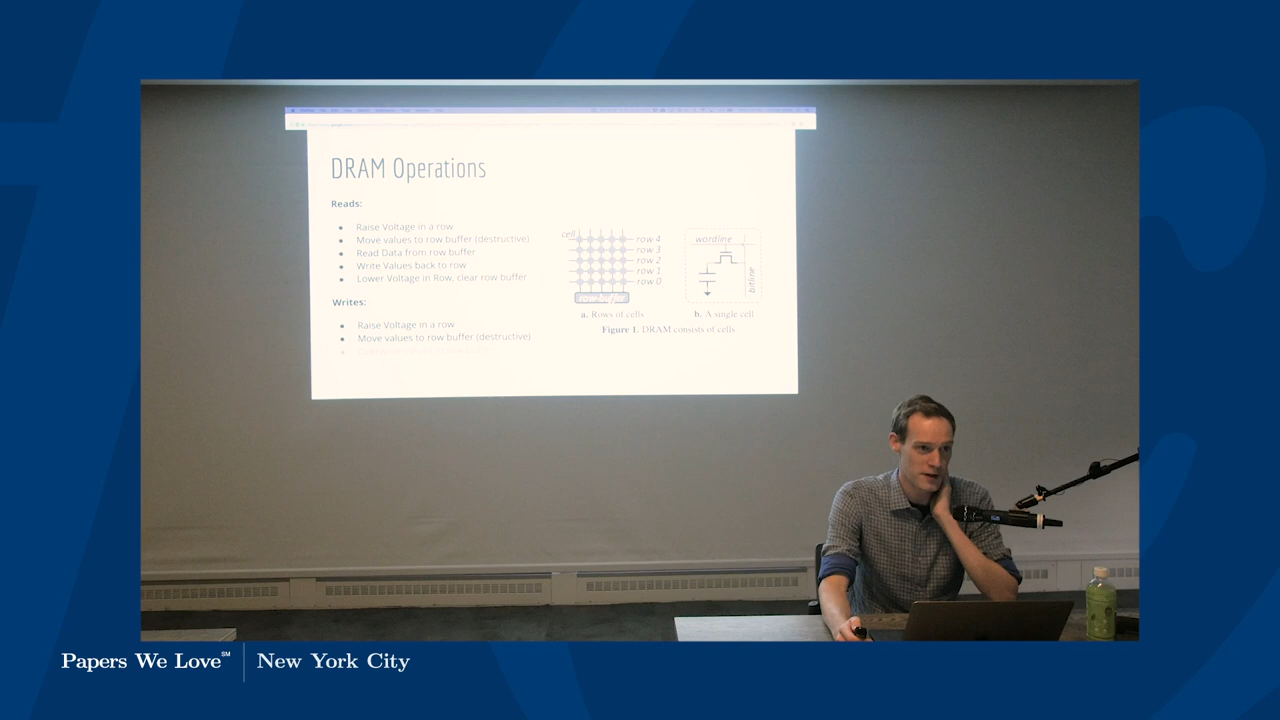 DRAM Operations
Reads:
Raise Voltage in a row
Move values to row buffer (destructive)
Read Data from row buffer
Write Values back to row
Lower Voltage in Row, clear row buffer
Writes:
Raise Voltage in a row
Move values to row buffer (destructive)
cell
row 4
row 3
row 2
row 1
row 0
row-buffer
a. Rows of cells
wordline
bitline
b. A single cell
Figure 1. DRAM consists of cells
Papers We Love℠ | New York City